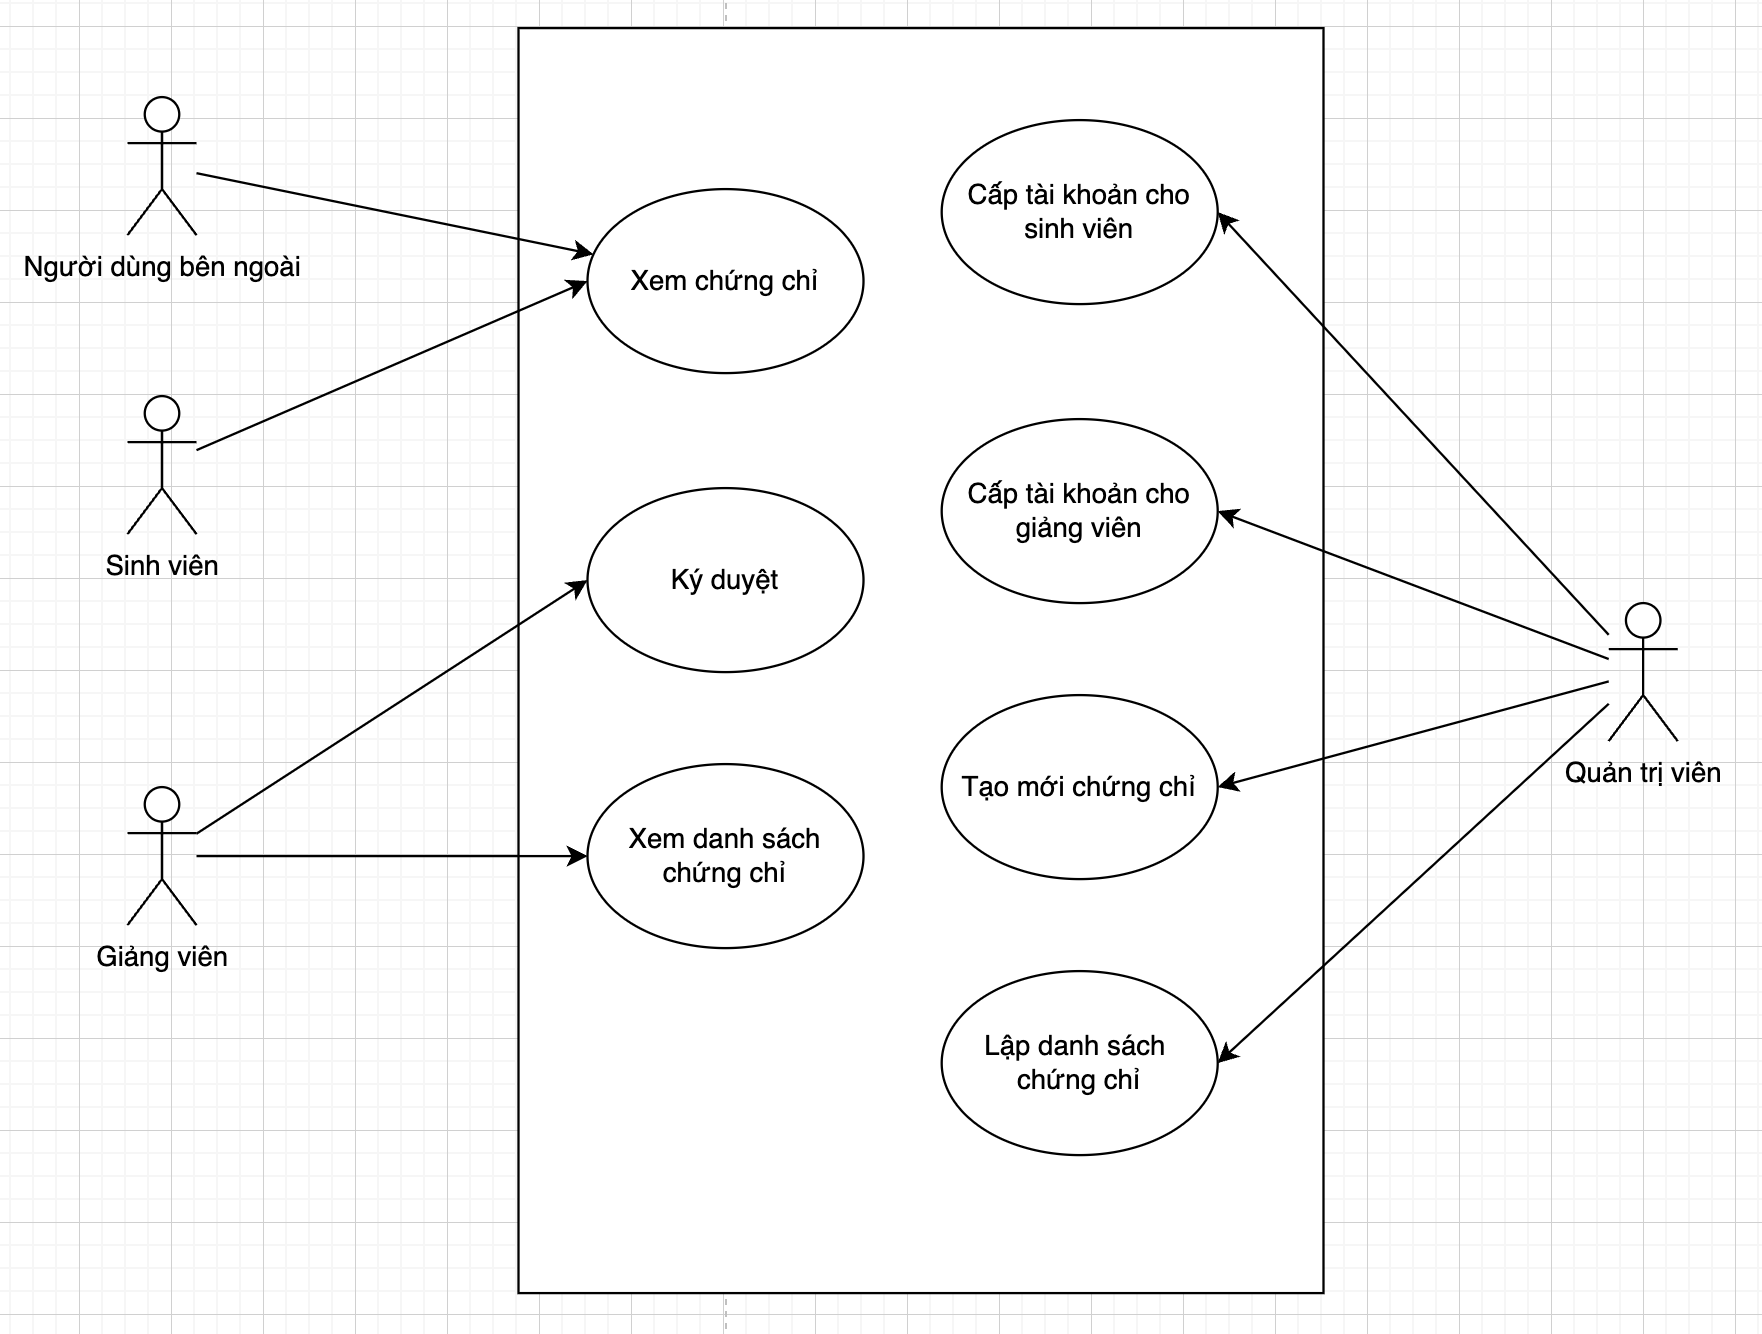 Người dùng bên ngoài
Sinh viên
Giảng viên
Xem chứng chỉ
Ký duyệt
Xem danh sách
chứng chỉ
Cấp tài khoản cho
sinh viên
Cấp tài khoản cho
giảng viên
Tạo mới chứng chỉ
Lập danh sách
chứng chỉ
Quản trị viên